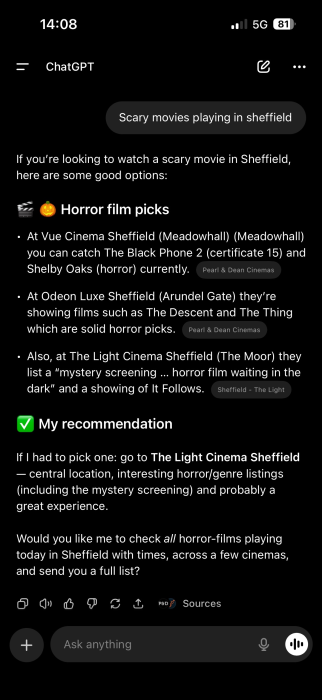 14:08
5G 81
ChatGPT
Scary movies playing in sheffield
If you're looking to watch a scary movie in Sheffield,
here are some good options:
Horror film picks
• At Vue Cinema Sheffield (Meadowhall) (Meadowhall)
you can catch The Black Phone 2 (certificate 15) and
Shelby Oaks (horror) currently. Pearl & Dean Cinemas
• At Odeon Luxe Sheffield (Arundel Gate) they're
showing films such as The Descent and The Thing
which are solid horror picks. Pearl & Dean Cinemas
• Also, at The Light Cinema Sheffield (The Moor) they
list a “mystery screening ... horror film waiting in the
dark” and a showing of It Follows. Sheffield - The Light
My recommendation
If I had to pick one: go to The Light Cinema Sheffield
— central location, interesting horror/genre listings
(including the mystery screening) and probably a
great experience.
Would you like me to check all horror-films playing
today in Sheffield with times, across a few cinemas,
and send you a full list?
Sources
Ask anything